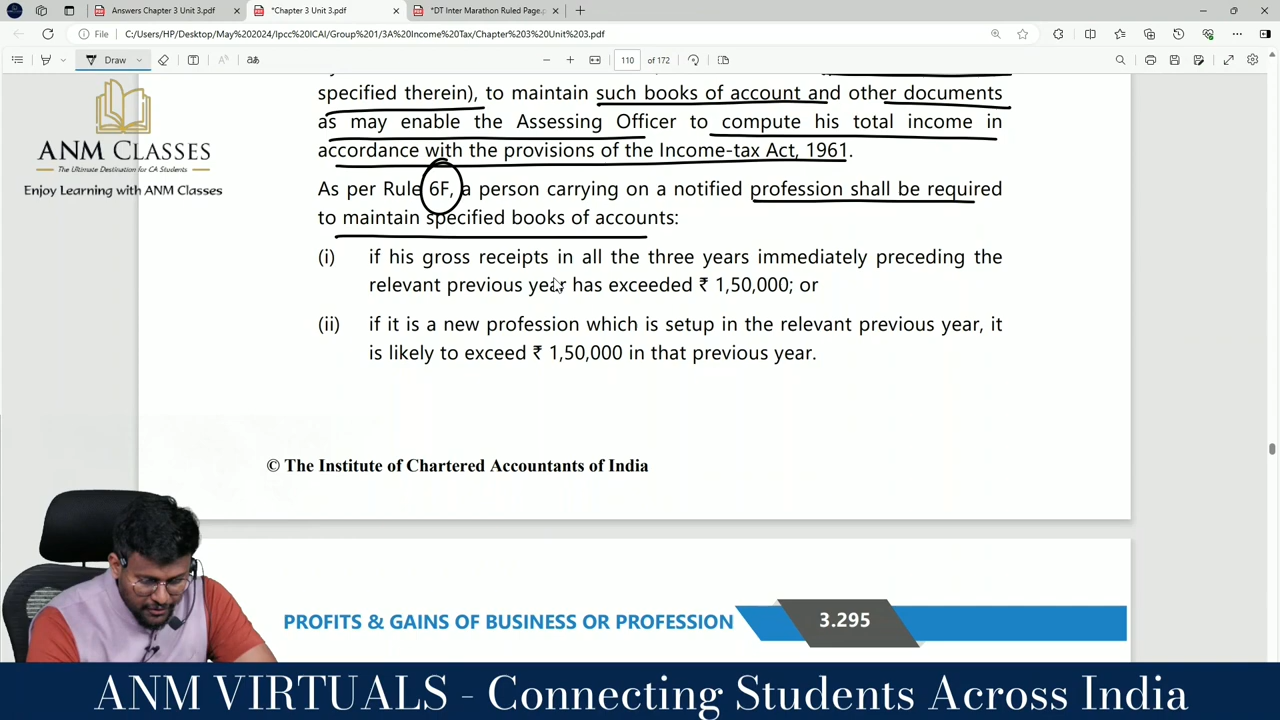 Answers Chapter 3 Unit 3.pdf
*Chapter 3 Unit 3.pdf
*DT Inter Marathon Ruled Page.p
File
C:/Users/HP/Desktop/May%202024/Ipcc%20ICAI/Group%201/3A%20Income%20Tax/Chapter%203%20Unit%203.pdf
Draw
110 of 172
ANM CLASSES
The Ultimate Destination for CA Students
Enjoy Learning with ANM Classes
specified therein), to maintain such books of account and other documents
as may enable the Assessing Officer to compute his total income in
accordance with the provisions of the Income-tax Act, 1961.
As per Rule 6F, a person carrying on a notified profession shall be required
to maintain specified books of accounts:
(i) if his gross receipts in all the three years immediately preceding the
relevant previous year has exceeded ₹ 1,50,000; or
(ii) if it is a new profession which is setup in the relevant previous year, it
is likely to exceed ₹ 1,50,000 in that previous year.
© The Institute of Chartered Accountants of India
PROFITS & GAINS OF BUSINESS OR PROFESSION 3.295
ANM VIRTUALS - Connecting Students Across India